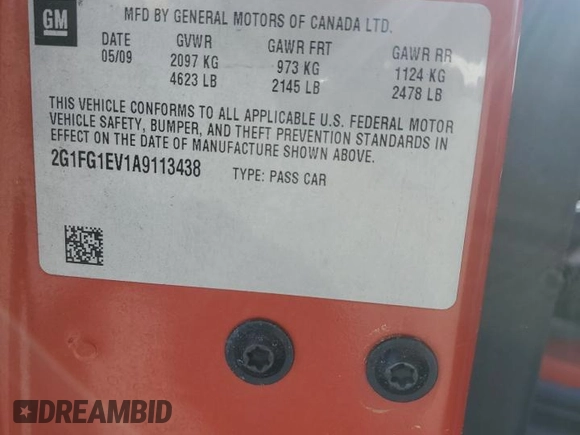 GM
MFD BY GENERAL MOTORS OF CANADA LTD.
DATE GVWR GAWR FRT GAWR RR
05/09 2097 KG 973 KG 1124 KG
4623 LB 2145 LB 2478 LB
THIS VEHICLE CONFORMS TO ALL APPLICABLE U.S. FEDERAL MOTOR
VEHICLE SAFETY, BUMPER, AND THEFT PREVENTION STANDARDS IN
EFFECT ON THE DATE OF MANUFACTURE SHOWN ABOVE.
2G1FG1EV1A9113438 TYPE: PASS CAR
DREAMBID